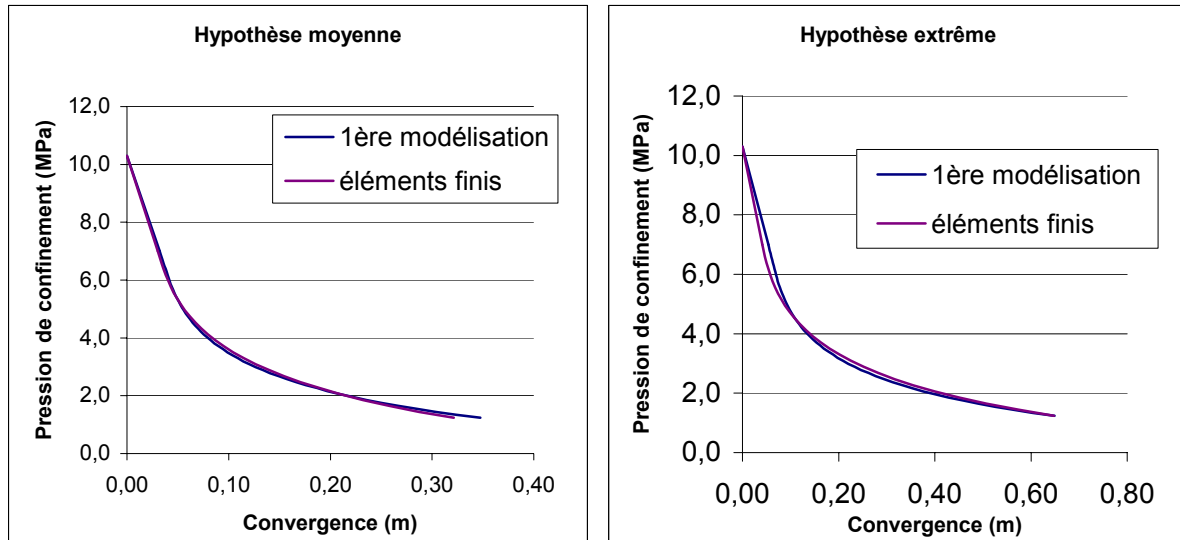 Hypothèse moyenne
Pression de confinement (MPa)
12,0
10,0
8,0
6,0
4,0
2,0
0,0
1ère modélisation
éléments finis
0,00 0,10 0,20 0,30 0,40
Convergence (m)
Hypothèse extrême
Pression de confinement (MPa)
12,0
10,0
8,0
6,0
4,0
2,0
0,0
1ère modélisation
éléments finis
0,00 0,20 0,40 0,60 0,80
Convergence (m)